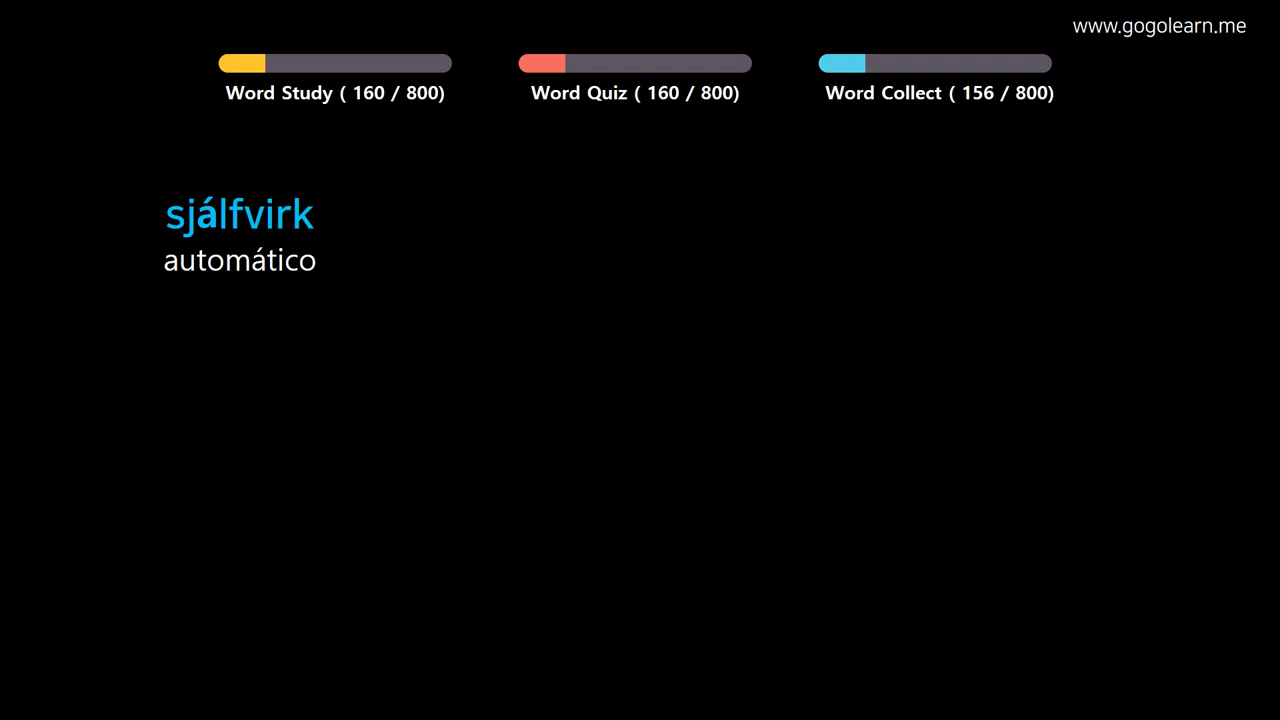 www.gogolearn.me
Word Study ( 160 / 800)
Word Quiz ( 160 / 800)
Word Collect ( 156 / 800)
sjálfvirk
automático